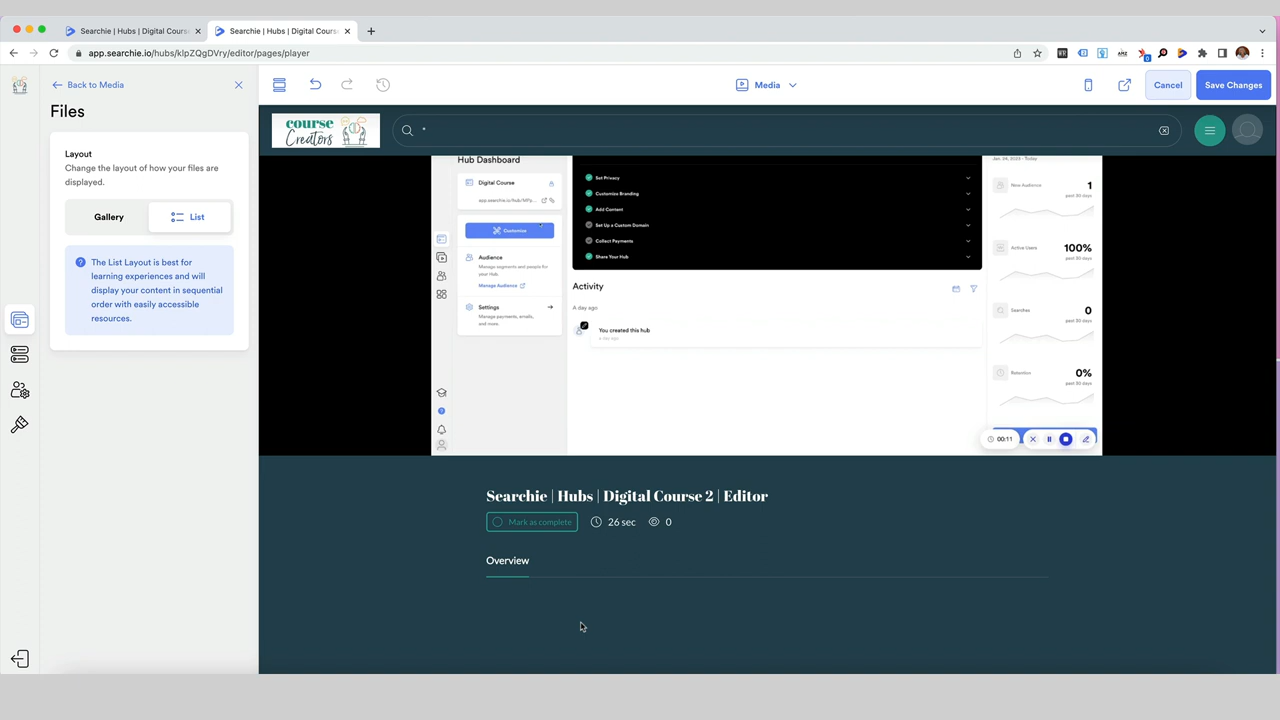 Searchie | Hubs | Digital Cours
Searchie | Hubs | Digital Cours
app.searchie.io/hubs/klpZQgDVry/editor/pages/player
Back to Media
Files
Layout
Change the layout of how your files are
displayed.
Gallery
List
The List Layout is best for
learning experiences and will
display your content in sequential
order with easily accessible
resources.
Media
Cancel
Save Changes
course
Creators
*
Hub Dashboard
Digital Course
Customize
Audience
Manage segments and people for
your Hub.
Manage Audience
Settings
Manage payments, emails,
and more.
Set Privacy
Customize Branding
Add Content
Set Up a Custom Domain
Collect Payments
Share Your Hub
Activity
A day ago
You created this hub
a day ago
Jan. 24, 2023 - Today
New Audience
1
past 30 days
Active Users
100%
past 30 days
Searches
0
past 30 days
Retention
0%
past 30 days
00:11
Searchie | Hubs | Digital Course 2 | Editor
Mark as complete
26 sec
0
Overview